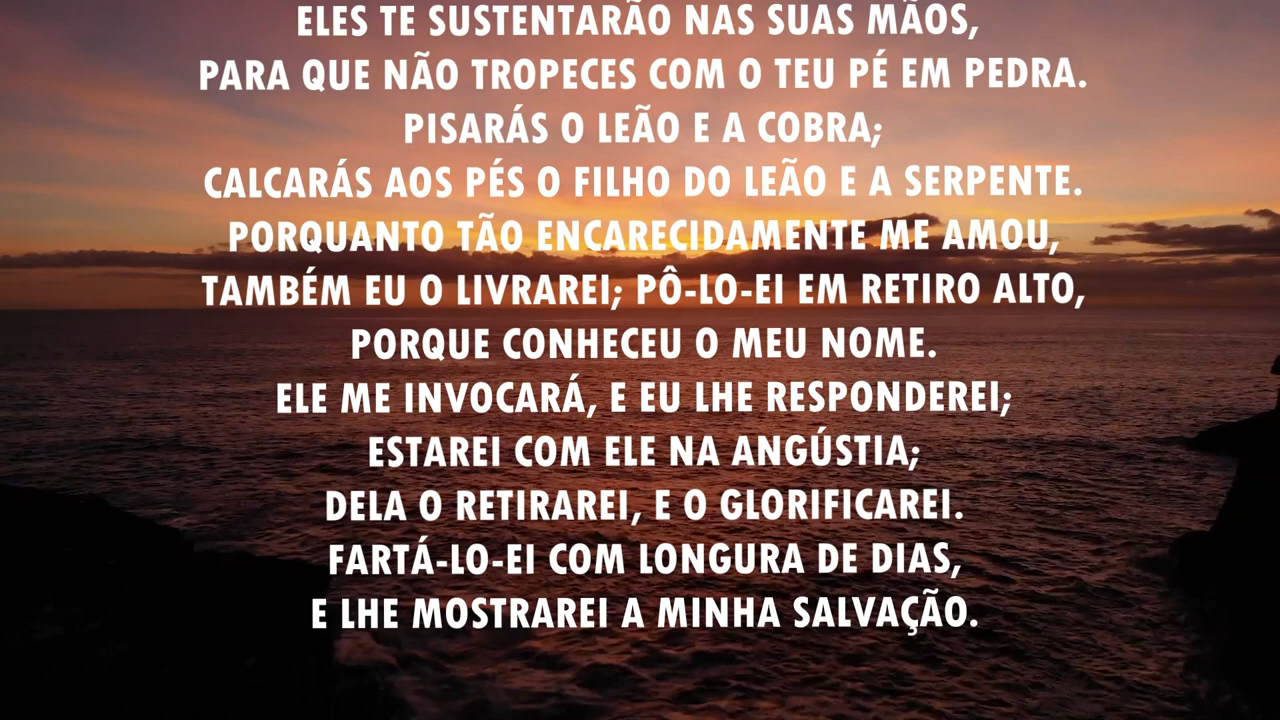 ELES TE SUSTENTARÃO NAS SUAS MÃOS,
PARA QUE NÃO TROPECES COM O TEU PÉ EM PEDRA.
PISARÁS O LEÃO E A COBRA;
CALCARÁS AOS PÉS O FILHO DO LEÃO E A SERPENTE.
PORQUANTO TÃO ENCARECIDAMENTE ME AMOU,
TAMBÉM EU O LIVRAREI; PÔ-LO-EI EM RETIRO ALTO,
PORQUE CONHECEU O MEU NOME.
ELE ME INVOCARÁ, E EU LHE RESPONDEREI;
ESTAREI COM ELE NA ANGÚSTIA;
DELA O RETIRAREI, E O GLORIFICAREI.
FARTÁ-LO-EI COM LONGURA DE DIAS,
E LHE MOSTRAREI A MINHA SALVAÇÃO.